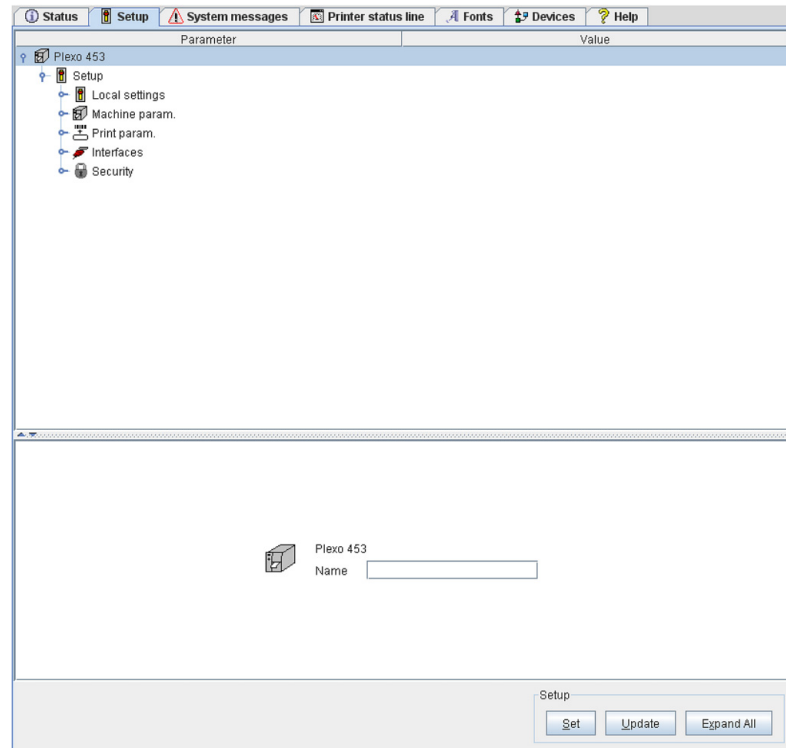 Status Setup System messages Printer status line Fonts Devices Help
Parameter Value
Plexo 453
Setup
Local settings
Machine param.
Print param.
Interfaces
Security
Plexo 453
Name
Setup
Set Update Expand All